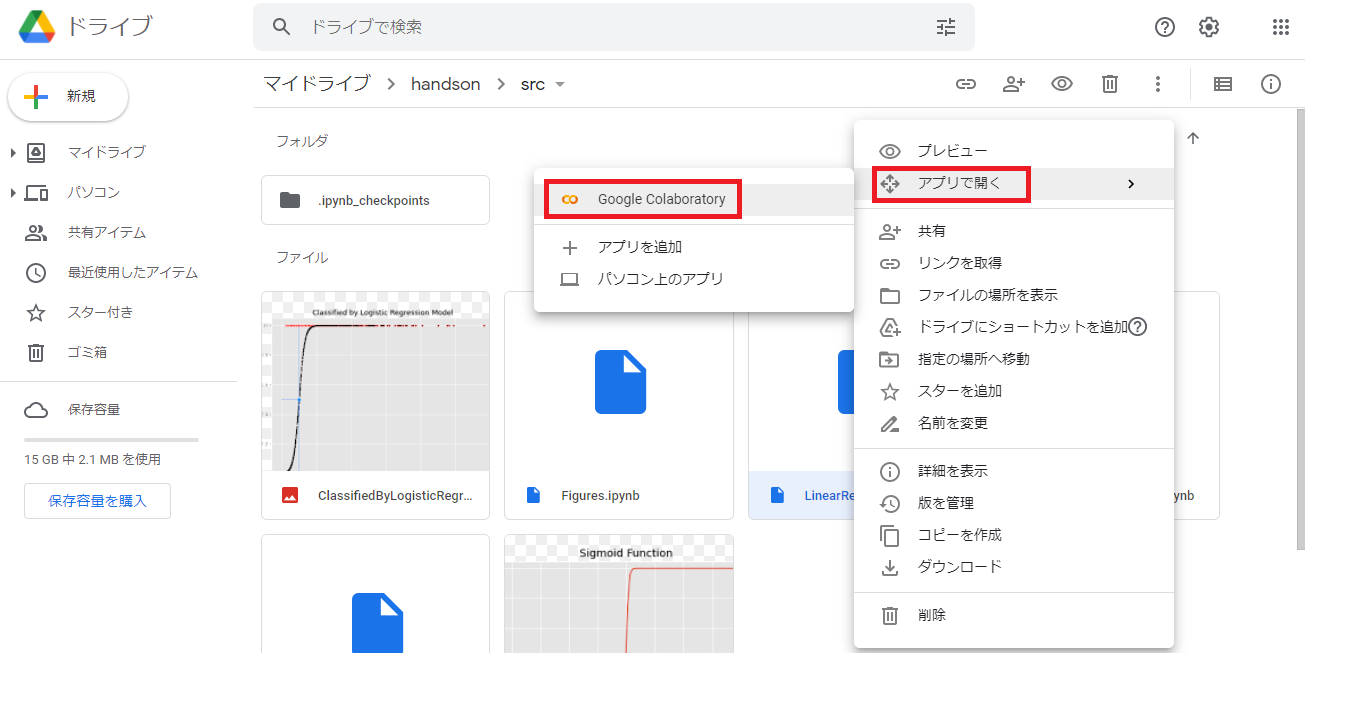 ドライブ
ドライブで検索
新規
マイドライブ
パソコン
共有アイテム
最近使用したアイテム
スター付き
ゴミ箱
保存容量
15 GB 中 2.1 MB を使用
保存容量を購入
マイドライブ > handson > src
フォルダ
.ipynb_checkpoints
ファイル
Classified by Logistic Regression Model
ClassifiedByLogisticRegr...
Figures.ipynb
LinearRe
ynb
Sigmoid Function
Google Colaboratory
アプリを追加
パソコン上のアプリ
プレビュー
アプリで開く
共有
リンクを取得
ファイルの場所を表示
ドライブにショートカットを追加
指定の場所へ移動
スターを追加
名前を変更
詳細を表示
版を管理
コピーを作成
ダウンロード
削除